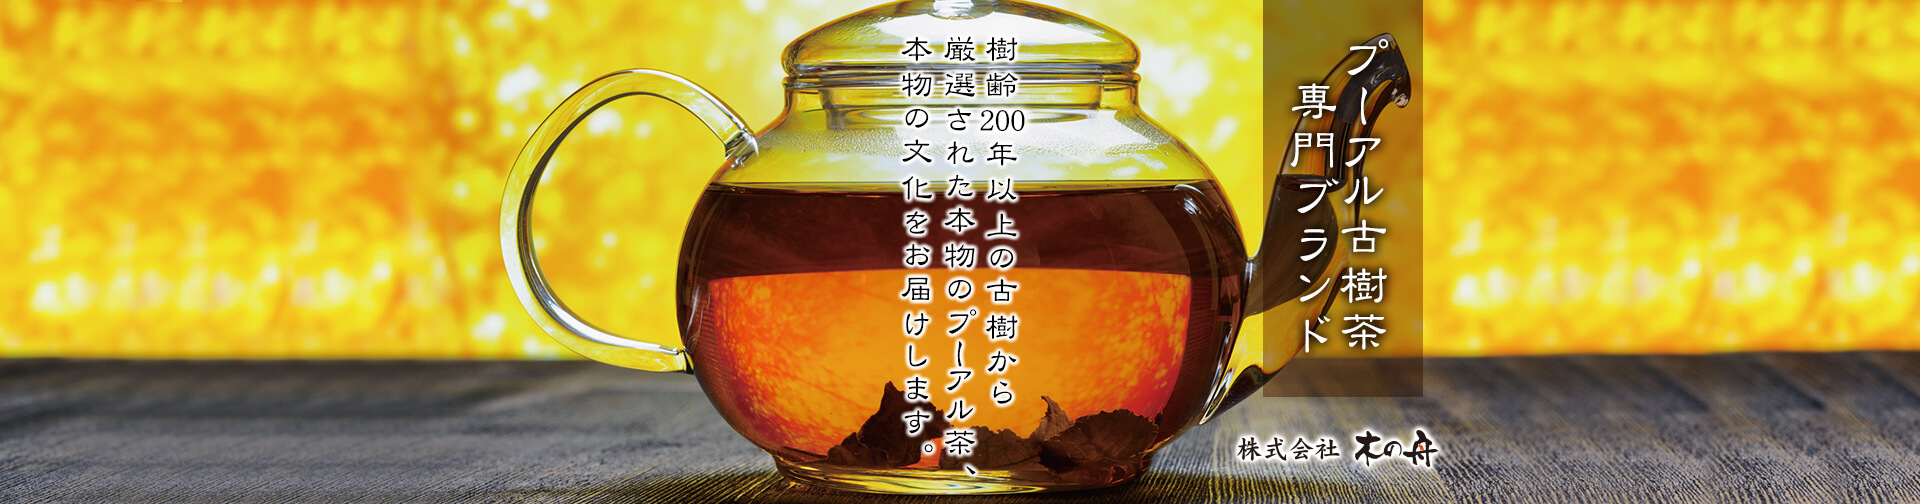 プーアル古樹茶
専門ブランド
樹齢200年以上の古樹から
厳選された本物のプーアル茶、
本物の文化をお届けします。
株式会社 木の舟